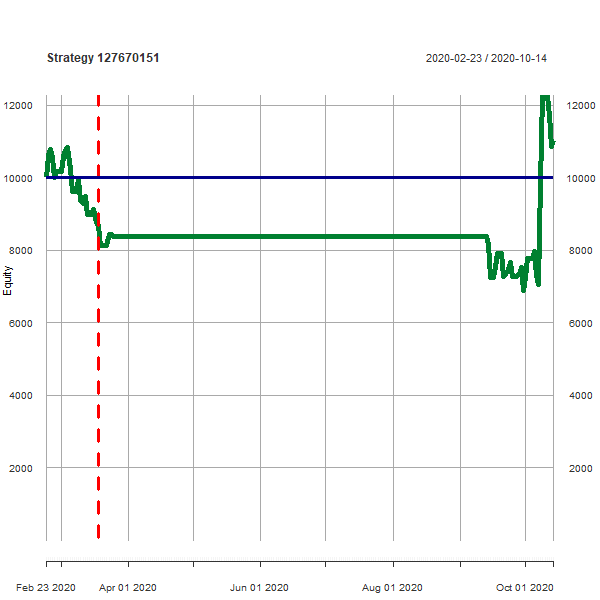 Strategy 127670151
2020-02-23 / 2020-10-14
12000
12000
10000
10000
8000
8000
Equity
6000
6000
4000
4000
2000
2000
Feb 23 2020
Apr 01 2020
Jun 01 2020
Aug 01 2020
Oct 01 2020